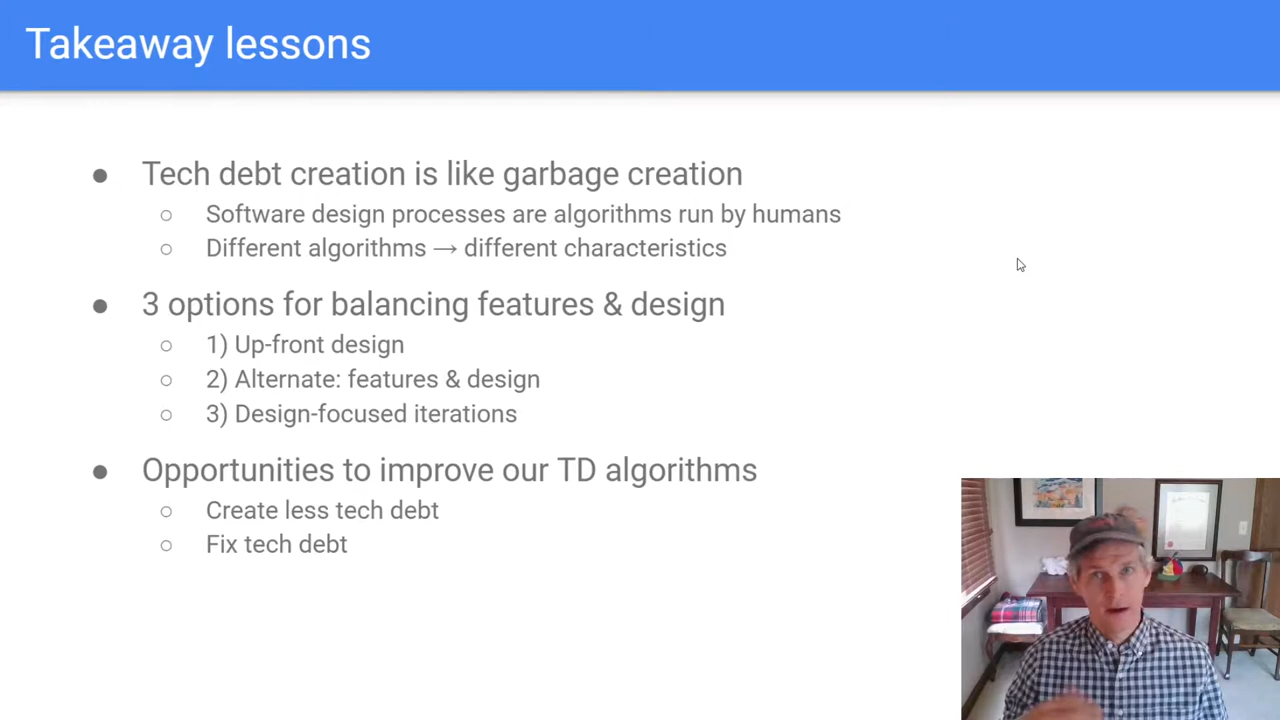 Takeaway lessons
● Tech debt creation is like garbage creation
○ Software design processes are algorithms run by humans
○ Different algorithms → different characteristics
● 3 options for balancing features & design
○ 1) Up-front design
○ 2) Alternate: features & design
○ 3) Design-focused iterations
● Opportunities to improve our TD algorithms
○ Create less tech debt
○ Fix tech debt